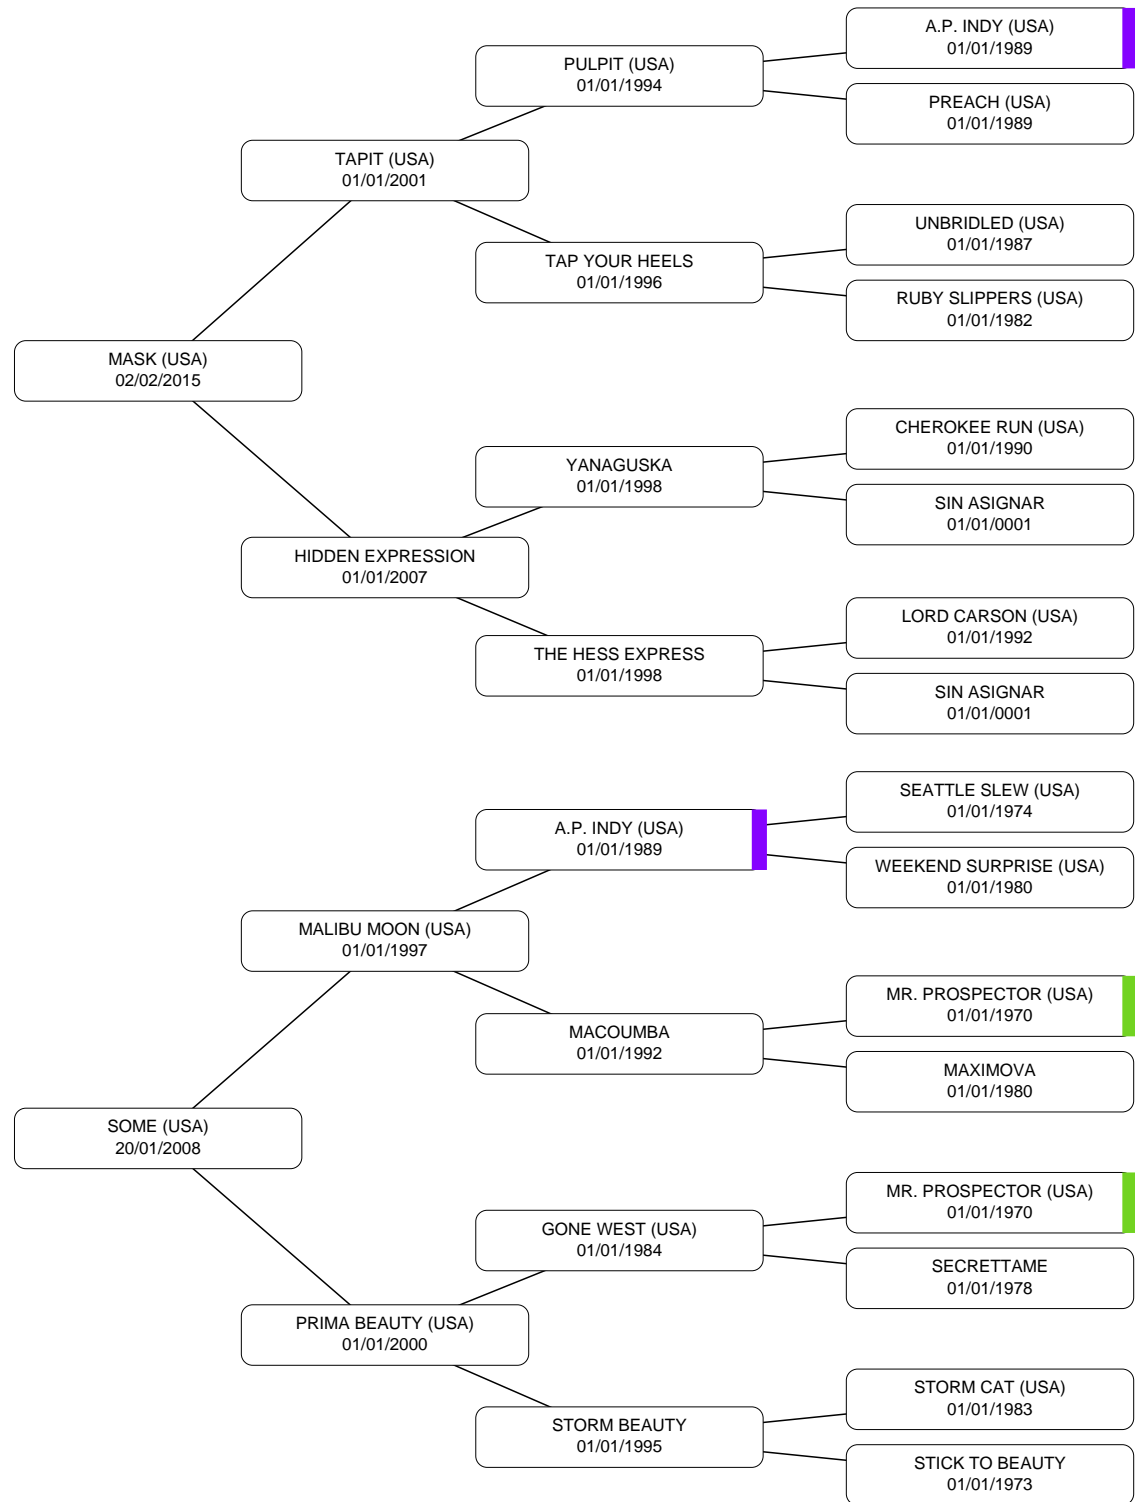 A.P. INDY (USA)
01/01/1989
PULPIT (USA)
01/01/1994
PREACH (USA)
01/01/1989
TAPIT (USA)
01/01/2001
UNBRIDLED (USA)
01/01/1987
TAP YOUR HEELS
01/01/1996
RUBY SLIPPERS (USA)
01/01/1982
MASK (USA)
02/02/2015
CHEROKEE RUN (USA)
01/01/1990
YANAGUSKA
01/01/1998
SIN ASIGNAR
01/01/0001
HIDDEN EXPRESSION
01/01/2007
LORD CARSON (USA)
01/01/1992
THE HESS EXPRESS
01/01/1998
SIN ASIGNAR
01/01/0001
SEATTLE SLEW (USA)
01/01/1974
A.P. INDY (USA)
01/01/1989
WEEKEND SURPRISE (USA)
01/01/1980
MALIBU MOON (USA)
01/01/1997
MR. PROSPECTOR (USA)
01/01/1970
MACOUMBA
01/01/1992
MAXIMOVA
01/01/1980
SOME (USA)
20/01/2008
MR. PROSPECTOR (USA)
01/01/1970
GONE WEST (USA)
01/01/1984
SECRETTAME
01/01/1978
PRIMA BEAUTY (USA)
01/01/2000
STORM CAT (USA)
01/01/1983
STORM BEAUTY
01/01/1995
STICK TO BEAUTY
01/01/1973